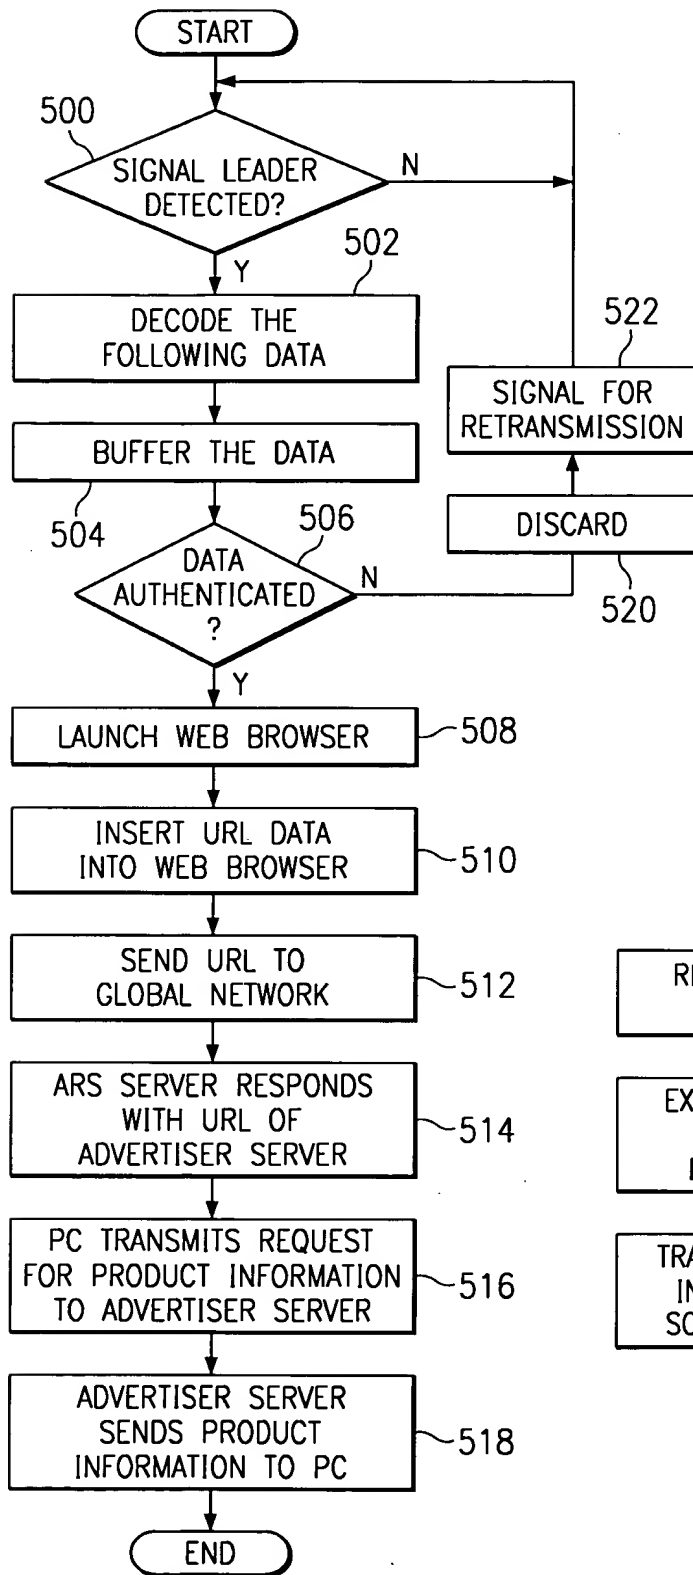 START
500
SIGNAL LEADER
DETECTED?
N
Y
502
DECODE THE
FOLLOWING DATA
522
SIGNAL FOR
RETRANSMISSION
BUFFER THE DATA
504
DISCARD
520
506
DATA
AUTHENTICATED
?
N
Y
LAUNCH WEB BROWSER
508
INSERT URL DATA
INTO WEB BROWSER
510
SEND URL TO
GLOBAL NETWORK
512
ARS SERVER RESPONDS
WITH URL OF
ADVERTISER SERVER
514
PC TRANSMITS REQUEST
FOR PRODUCT INFORMATION
TO ADVERTISER SERVER
516
ADVERTISER SERVER
SENDS PRODUCT
INFORMATION TO PC
518
END